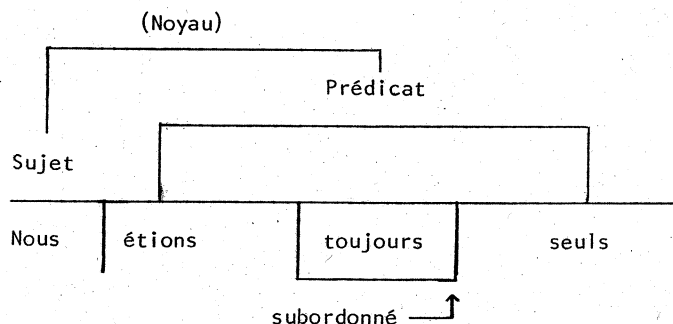 (Noyau)
Prédicat
Sujet
Nous étions toujours seuls
subordonné